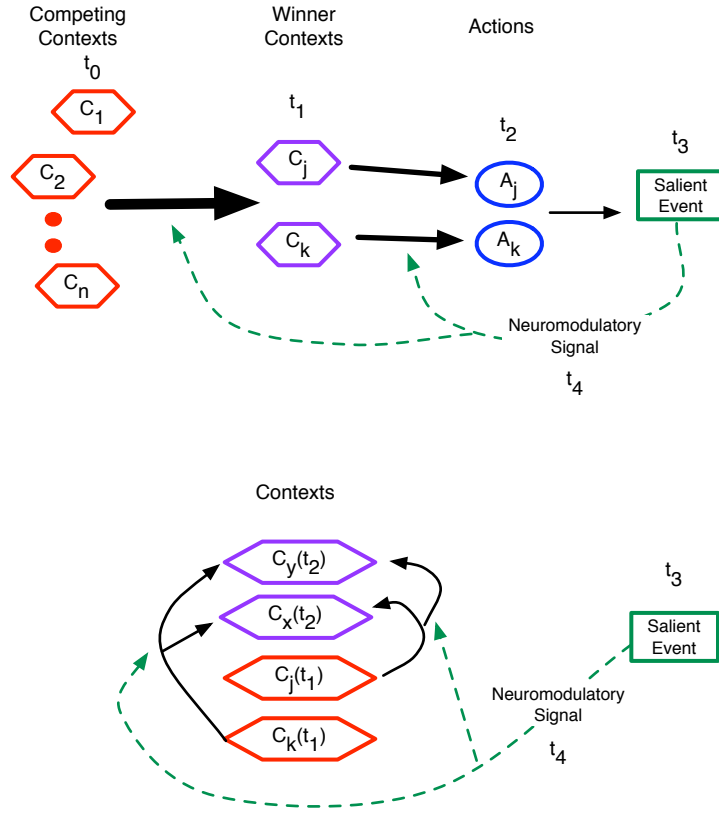 Competing
Contexts
t0
Winner
Contexts
t1
Actions
t2
t3
C1
C2
Cn
Cj
Ck
Aj
Ak
Salient
Event
Neuromodulatory
Signal
t4
Contexts
Cy(t2)
Cx(t2)
Cj(t1)
Ck(t1)
t3
Salient
Event
Neuromodulatory
Signal
t4